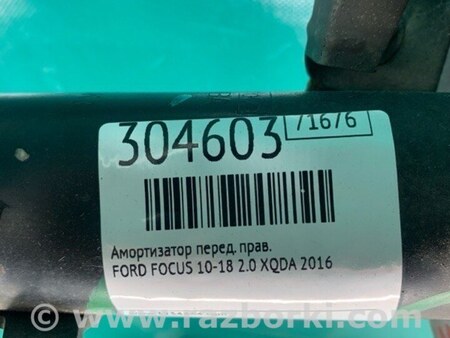 304603 71676
Амортизатор перед. прав.
FORD FOCUS 10-18 2.0 XQDA 2016
© www.razborki.com